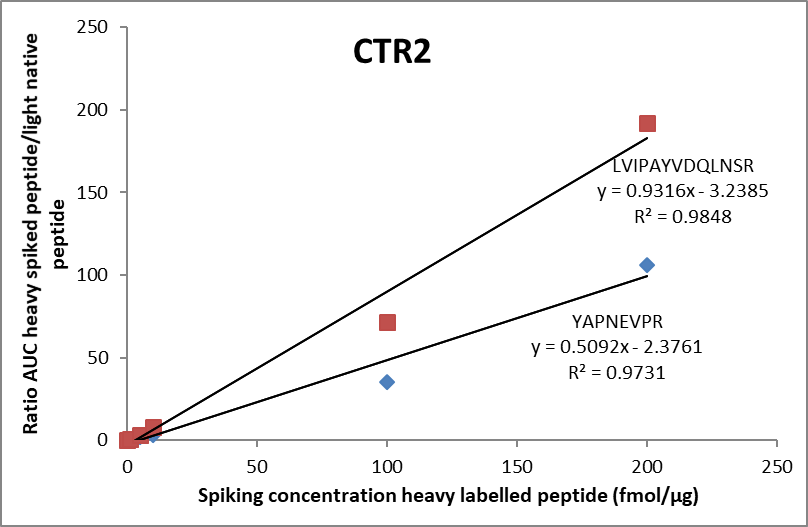 CTR2
Ratio AUC heavy spiked peptide/light native
peptide
250
200
150
100
50
0
LVIPAYVDQLNSR
y = 0.9316x - 3.2385
R² = 0.9848
YAPNEVPR
y = 0.5092x - 2.3761
R² = 0.9731
0 50 100 150 200 250
Spiking concentration heavy labelled peptide (fmol/µg)